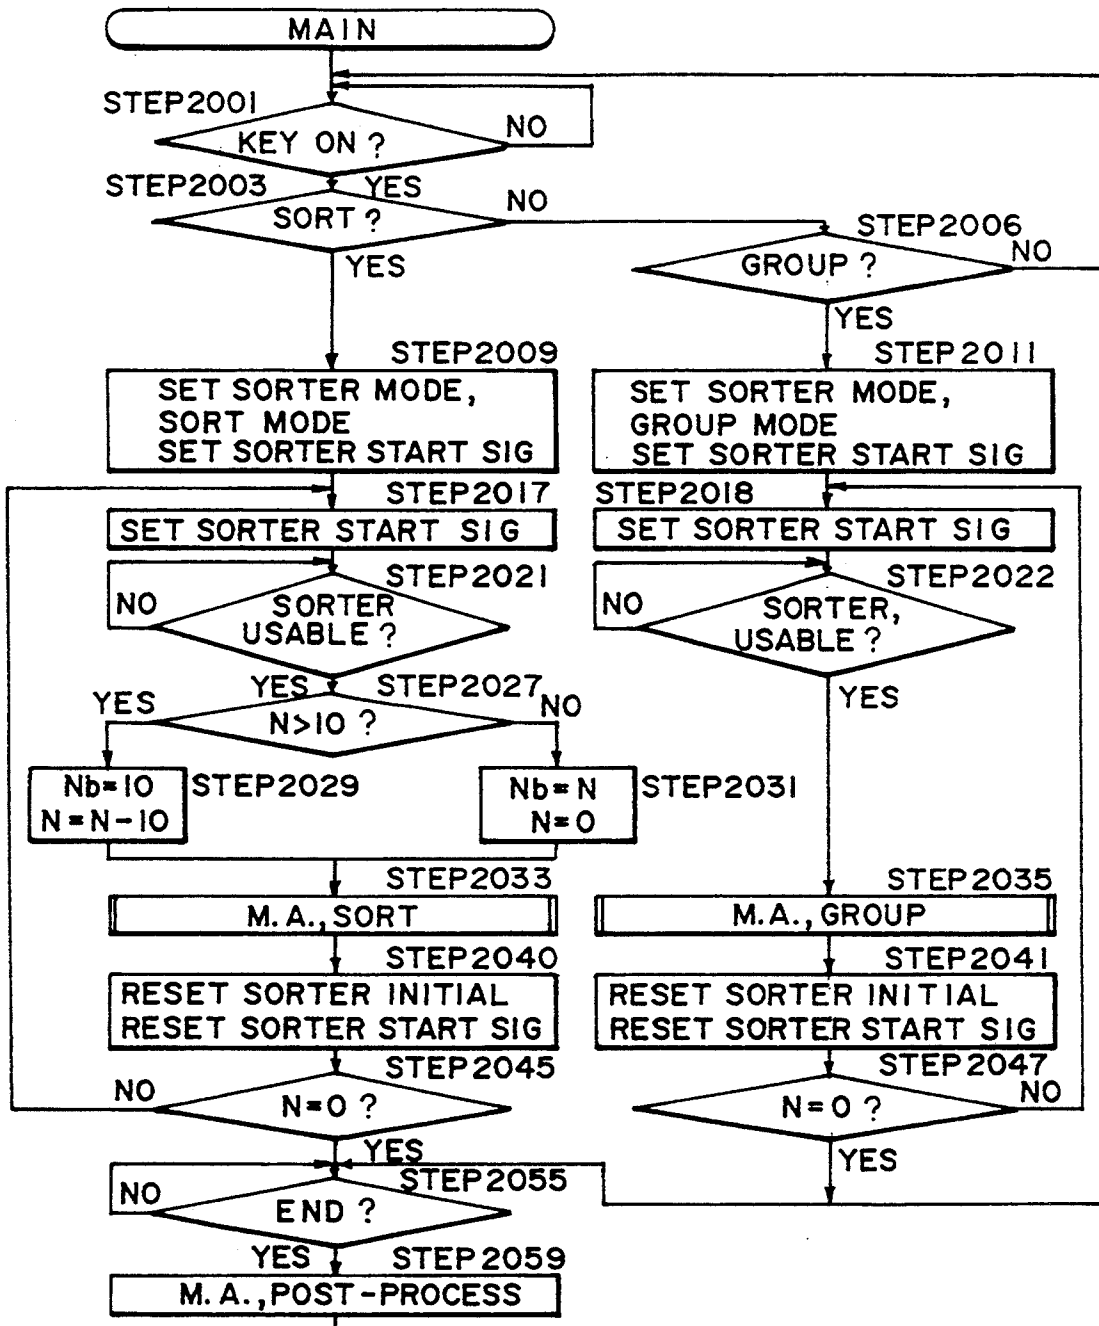 MAIN
STEP2001
KEY ON ?
NO
YES
STEP2003
SORT ?
NO
YES
STEP2006
GROUP ?
NO
YES
STEP2009
SET SORTER MODE,
SORT MODE
SET SORTER START SIG
STEP2011
SET SORTER MODE,
GROUP MODE
SET SORTER START SIG
STEP2017
SET SORTER START SIG
STEP2018
SET SORTER START SIG
STEP2021
NO
SORTER
USABLE ?
YES
STEP2022
NO
SORTER,
USABLE ?
YES
STEP2027
YES
N>10 ?
NO
Nb=10
N=N-10
STEP2029
Nb=N
N=0
STEP2031
STEP2033
M.A.,SORT
STEP2035
M.A.,GROUP
STEP2040
RESET SORTER INITIAL
RESET SORTER START SIG
STEP2041
RESET SORTER INITIAL
RESET SORTER START SIG
STEP2045
NO
N=0 ?
YES
STEP2047
N=0 ?
NO
YES
STEP2055
NO
END ?
YES
STEP2059
M.A.,POST-PROCESS